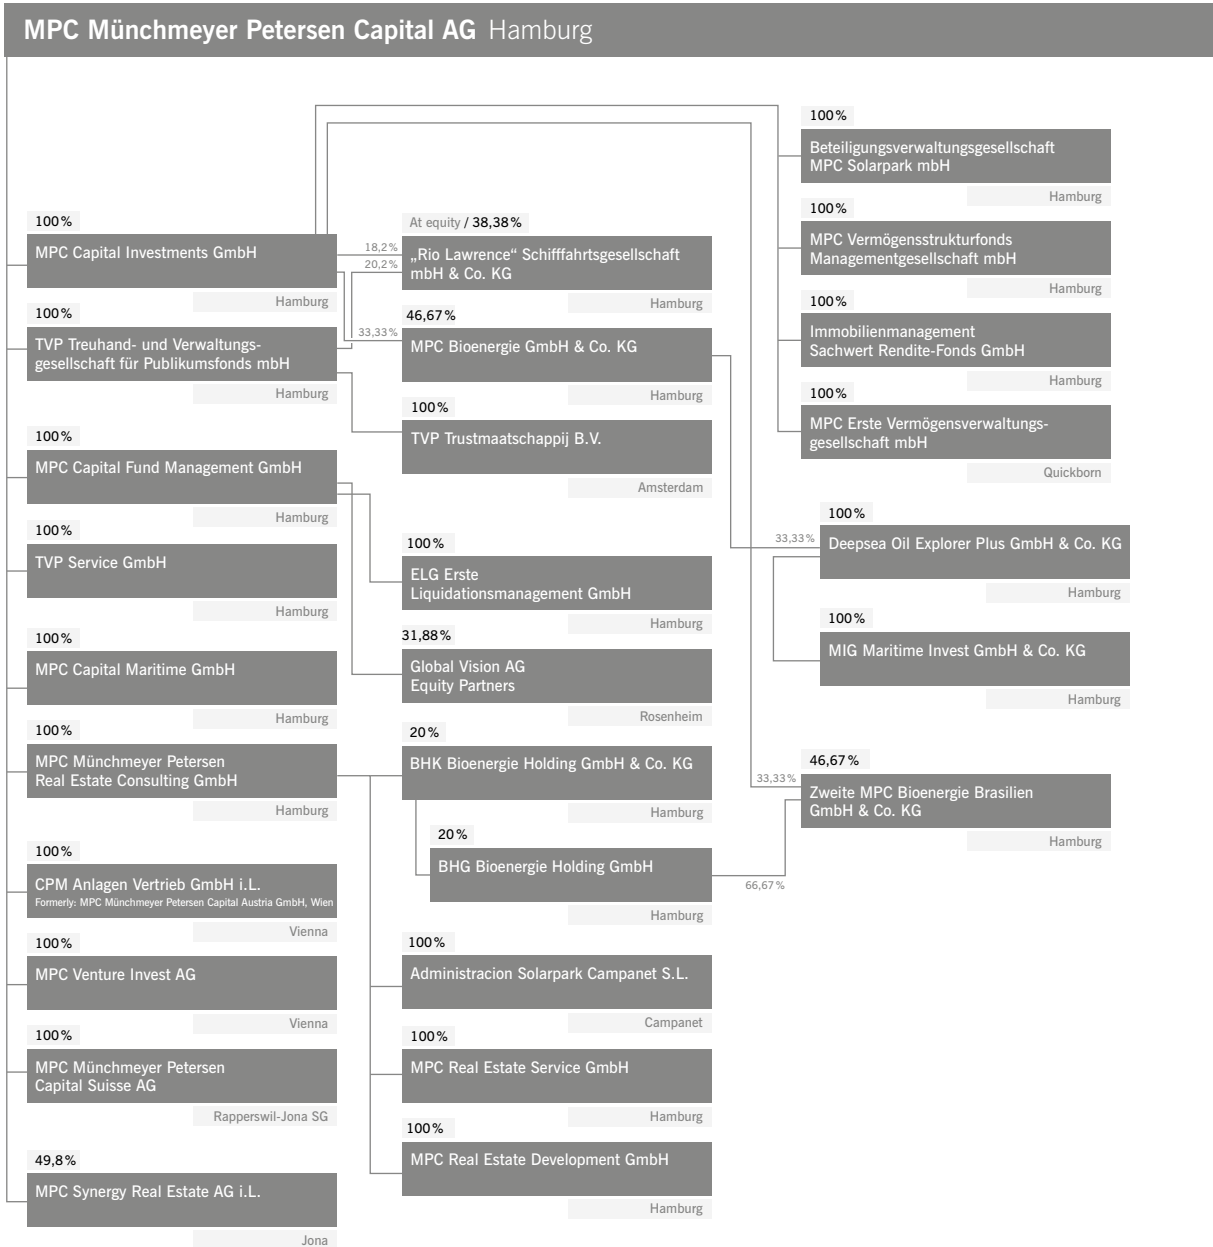 MPC Münchmeyer Petersen Capital AG Hamburg
100%
MPC Capital Investments GmbH
Hamburg
100%
TVP Treuhand- und Verwaltungs-
gesellschaft für Publikumsfonds mbH
Hamburg
100%
MPC Capital Fund Management GmbH
Hamburg
100%
TVP Service GmbH
Hamburg
100%
MPC Capital Maritime GmbH
Hamburg
100%
MPC Münchmeyer Petersen
Real Estate Consulting GmbH
Hamburg
100%
CPM Anlagen Vertrieb GmbH i.L.
Formerly: MPC Münchmeyer Petersen Capital Austria GmbH, Wien
Vienna
100%
MPC Venture Invest AG
Vienna
100%
MPC Münchmeyer Petersen
Capital Suisse AG
Rapperswil-Jona SG
49,8%
MPC Synergy Real Estate AG i.L.
Jona
At equity / 38,38%
18,2%
20,2%
„Rio Lawrence“ Schifffahrtsgesellschaft
mbH & Co. KG
Hamburg
46,67%
33,33%
MPC Bioenergie GmbH & Co. KG
Hamburg
100%
TVP Trustmaatschappij B.V.
Amsterdam
100%
ELG Erste
Liquidationsmanagement GmbH
Hamburg
31,88%
Global Vision AG
Equity Partners
Rosenheim
20%
BHK Bioenergie Holding GmbH & Co. KG
Hamburg
20%
BHG Bioenergie Holding GmbH
Hamburg
100%
Administracion Solarpark Campanet S.L.
Campanet
100%
MPC Real Estate Service GmbH
Hamburg
100%
MPC Real Estate Development GmbH
Hamburg
100%
Beteiligungsverwaltungsgesellschaft
MPC Solarpark mbH
Hamburg
100%
MPC Vermögensstrukturfonds
Managementgesellschaft mbH
Hamburg
100%
Immobilienmanagement
Sachwert Rendite-Fonds GmbH
Hamburg
100%
MPC Erste Vermögensverwaltungs-
gesellschaft mbH
Quickborn
100%
33,33%
Deepsea Oil Explorer Plus GmbH & Co. KG
Hamburg
100%
MIG Maritime Invest GmbH & Co. KG
Hamburg
46,67%
33,33%
Zweite MPC Bioenergie Brasilien
GmbH & Co. KG
Hamburg
66,67%